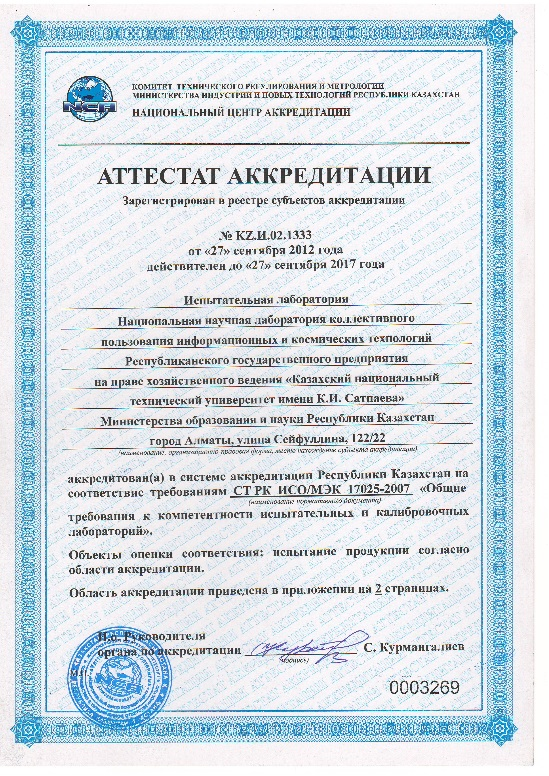 NCA
КОМИТЕТ ТЕХНИЧЕСКОГО РЕГУЛИРОВАНИЯ И МЕТРОЛОГИИ
МИНИСТЕРСТВА ИНДУСТРИИ И НОВЫХ ТЕХНОЛОГИЙ РЕСПУБЛИКИ КАЗАХСТАН
НАЦИОНАЛЬНЫЙ ЦЕНТР АККРЕДИТАЦИИ
АТТЕСТАТ АККРЕДИТАЦИИ
Зарегистрирован в реестре субъектов аккредитации
№ KZ.И.02.1333
от «27» сентября 2012 года
действителен до «27» сентября 2017 года
Испытательная лаборатория
Национальная научная лаборатория коллективного
пользования информационных и космических технологий
Республиканского государственного предприятия
на праве хозяйственного ведения «Казахский национальный
технический университет имени К.И. Сатпаева»
Министерства образования и науки Республики Казахстан
город Алматы, улица Сейфуллина, 122/22
(наименование, организационно правовая форма, место нахождение субъекта аккредитации)
аккредитован(а) в системе аккредитации Республики Казахстан на
соответствие требованиям СТ РК ИСО/МЭК 17025-2007 «Общие
(наименование нормативного документа)
требования к компетентности испытательных и калибровочных
лабораторий».
Объекты оценки соответствия: испытание продукции согласно
области аккредитации.
Область аккредитации приведена в приложении на 2 страницах.
И.о. Руководителя
органа по аккредитации С. Курмангалиев
(подпись)
0003269